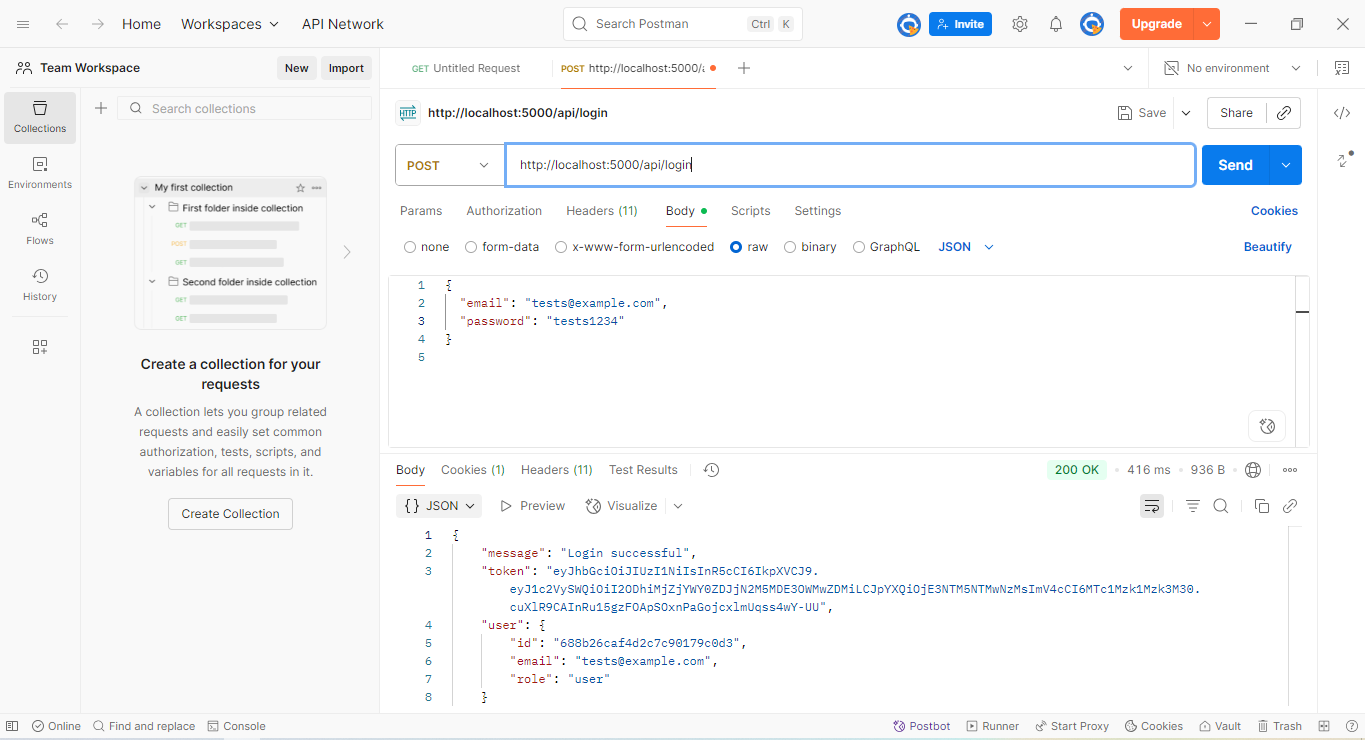 Home Workspaces API Network Search Postman Ctrl K Invite Upgrade
Team Workspace New Import GET Untitled Request POST http://localhost:5000/a No environment
Collections
Environments
Flows
History
Search collections
My first collection
First folder inside collection
GET
POST
GET
Second folder inside collection
GET
GET
Create a collection for your
requests
A collection lets you group related
requests and easily set common
authorization, tests, scripts, and
variables for all requests in it.
Create Collection
HTTP http://localhost:5000/api/login Save Share
POST http://localhost:5000/api/login Send
Params Authorization Headers (11) Body Scripts Settings Cookies
none form-data x-www-form-urlencoded raw binary GraphQL JSON Beautify
1 {
2 "email": "tests@example.com",
3 "password": "tests1234"
4 }
5
Body Cookies (1) Headers (11) Test Results 200 OK 416 ms 936 B
{} JSON Preview Visualize
1 {
2 "message": "Login successful",
3 "token": "eyJhbGciOiJIUzI1NiIsInR5cCI6IkpXVCJ9.
eyJ1c2VySWQiOiI2ODhiMjZjYWY0ZDJjN2M5MDE3OWMwZDMiLCJpYXQiOjE3NTM5NTMwNzMsImV4cCI6MTc1Mzk1Mzk3M30.
cuXlR9CAInRu15gzFOApSOxnPaGojcxlmUqss4wY-UU",
4 "user": {
5 "id": "688b26caf4d2c7c90179c0d3",
6 "email": "tests@example.com",
7 "role": "user"
8 }
Online Find and replace Console Postbot Runner Start Proxy Cookies Vault Trash